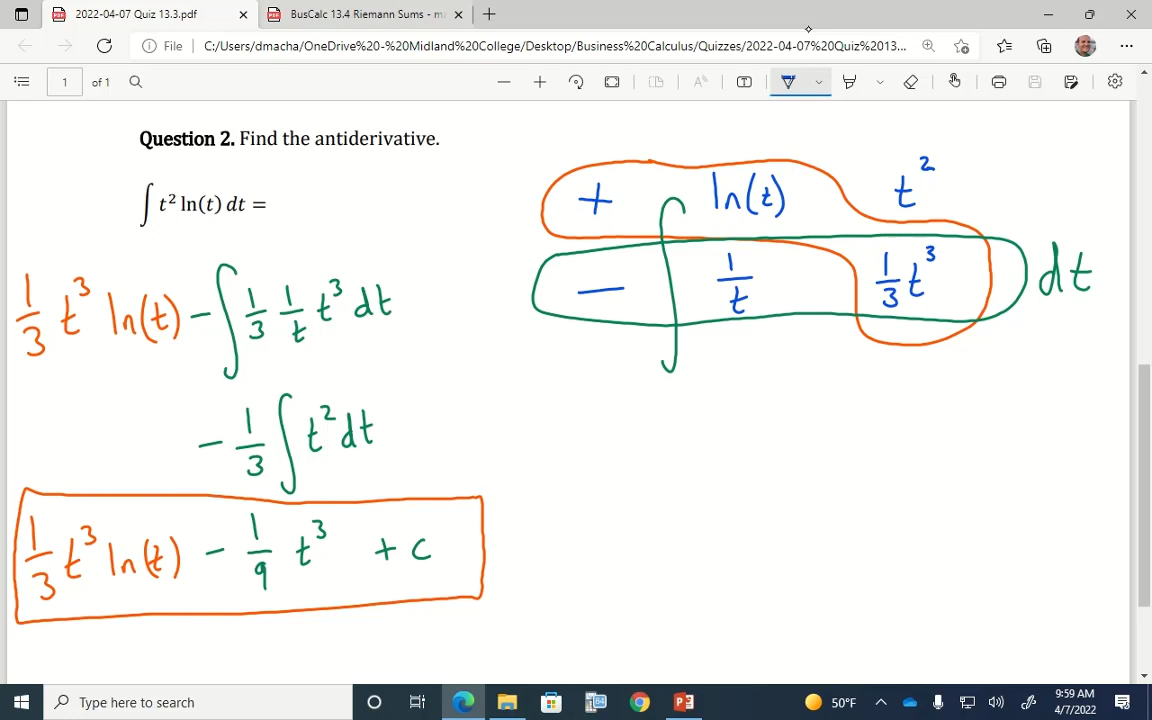 2022-04-07 Quiz 13.3.pdf
BusCalc 13.4 Riemann Sums - m
File
C:/Users/dmacha/OneDrive%20-%20Midland%20College/Desktop/Business%20Calculus/Quizzes/2022-04-07%20Quiz%2013...
1 of 1
Question 2. Find the antiderivative.
∫ t² ln(t) dt =
+ ln(t) t²
∫ − 1/t 1/3 t³ dt
1/3 t³ ln(t) − ∫ 1/3 1/t t³ dt
− 1/3 ∫ t² dt
1/3 t³ ln(t) − 1/9 t³ + c
Type here to search
50°F
9:59 AM
4/7/2022